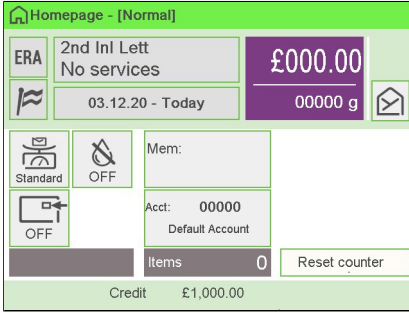 Homepage - [Normal]
ERA
2nd Inl Lett
No services
£000.00
03.12.20 - Today
00000 g
Standard
OFF
Mem:
OFF
Acct: 00000
Default Account
Items 0
Reset counter
Credit £1,000.00